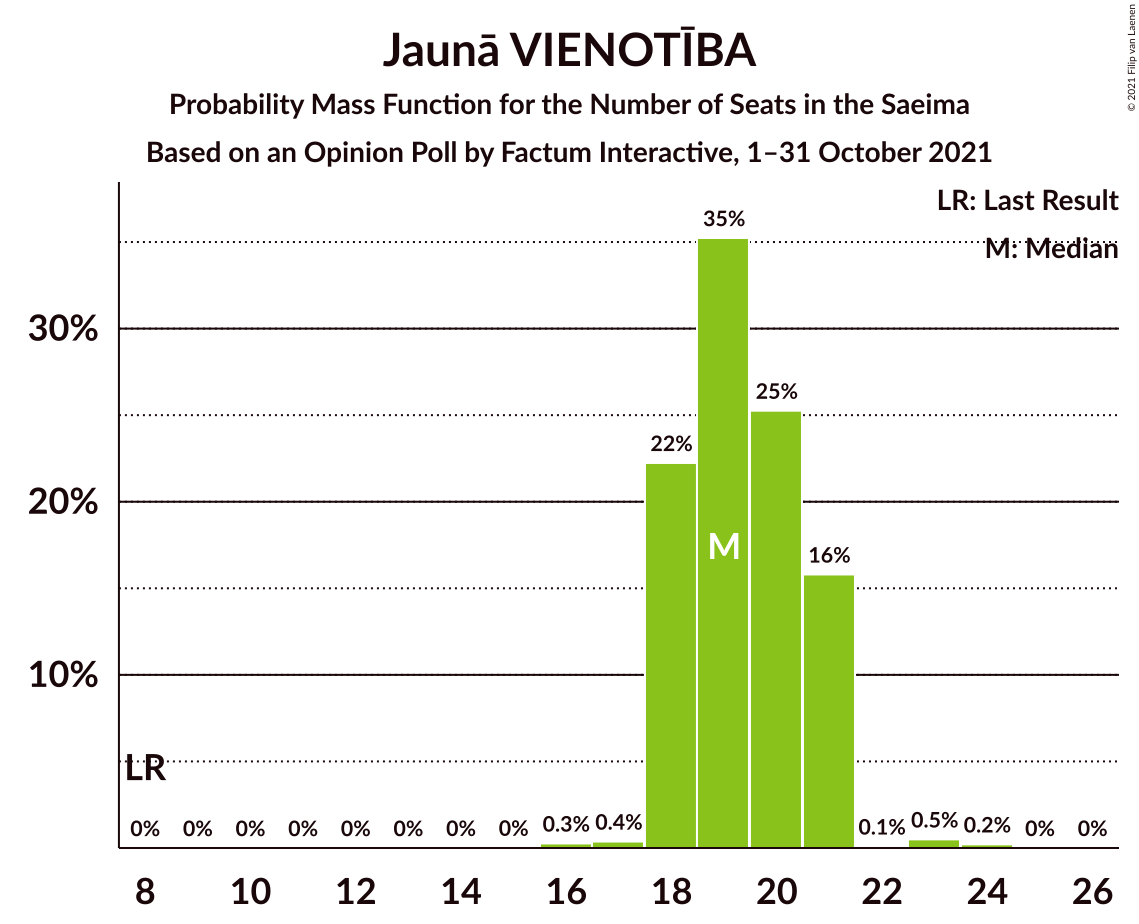 Jaunā VIENOTĪBA
Probability Mass Function for the Number of Seats in the Saeima
Based on an Opinion Poll by Factum Interactive, 1–31 October 2021
© 2021 Filip van Laenen
LR: Last Result
M: Median
35%
30%
25%
22%
20%
M
16%
10%
LR
0% 0% 0% 0% 0% 0% 0% 0% 0.3% 0.4% 0.1% 0.5% 0.2% 0% 0%
8 10 12 14 16 18 20 22 24 26